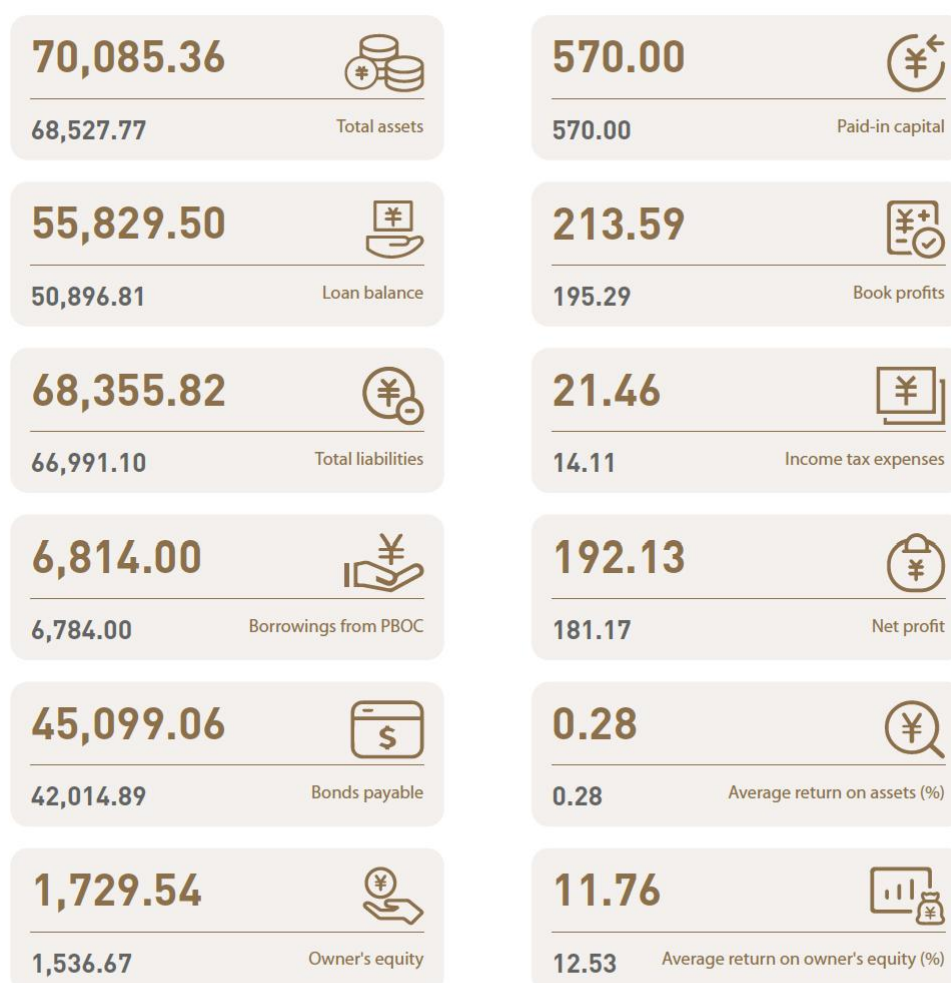 70,085.36
68,527.77 Total assets
55,829.50
50,896.81 Loan balance
68,355.82
66,991.10 Total liabilities
6,814.00
6,784.00 Borrowings from PBOC
45,099.06
42,014.89 Bonds payable
1,729.54
1,536.67 Owner's equity
570.00
570.00 Paid-in capital
213.59
195.29 Book profits
21.46
14.11 Income tax expenses
192.13
181.17 Net profit
0.28
0.28 Average return on assets (%)
11.76
12.53 Average return on owner's equity (%)